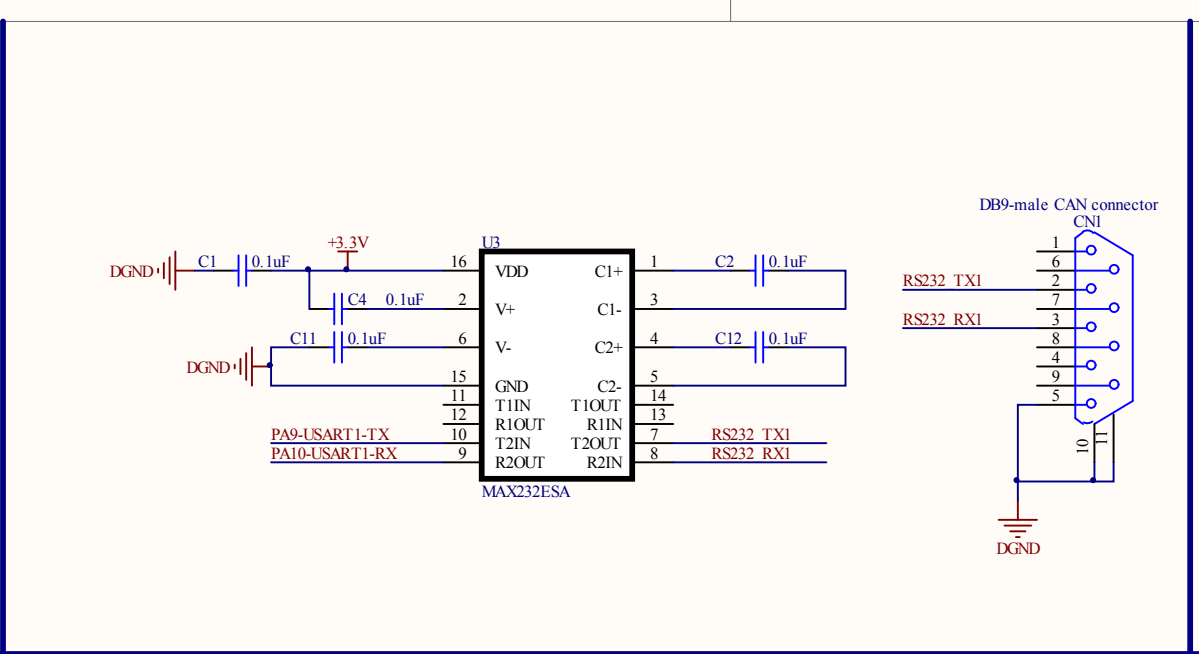 DB9-male CAN connector
CN1
+3.3V
U3
DGND
C1
0.1uF
16
VDD
C1+
1
C2
0.1uF
C4
0.1uF
2
V+
C1-
3
C11
0.1uF
6
V-
C2+
4
C12
0.1uF
DGND
15
GND
C2-
5
11
T1IN
T1OUT
14
12
R1OUT
R1IN
13
PA9-USART1-TX
10
T2IN
T2OUT
7
RS232_TX1
PA10-USART1-RX
9
R2OUT
R2IN
8
RS232_RX1
MAX232ESA
1
6
RS232_TX1
2
7
RS232_RX1
3
8
4
9
5
10
11
DGND